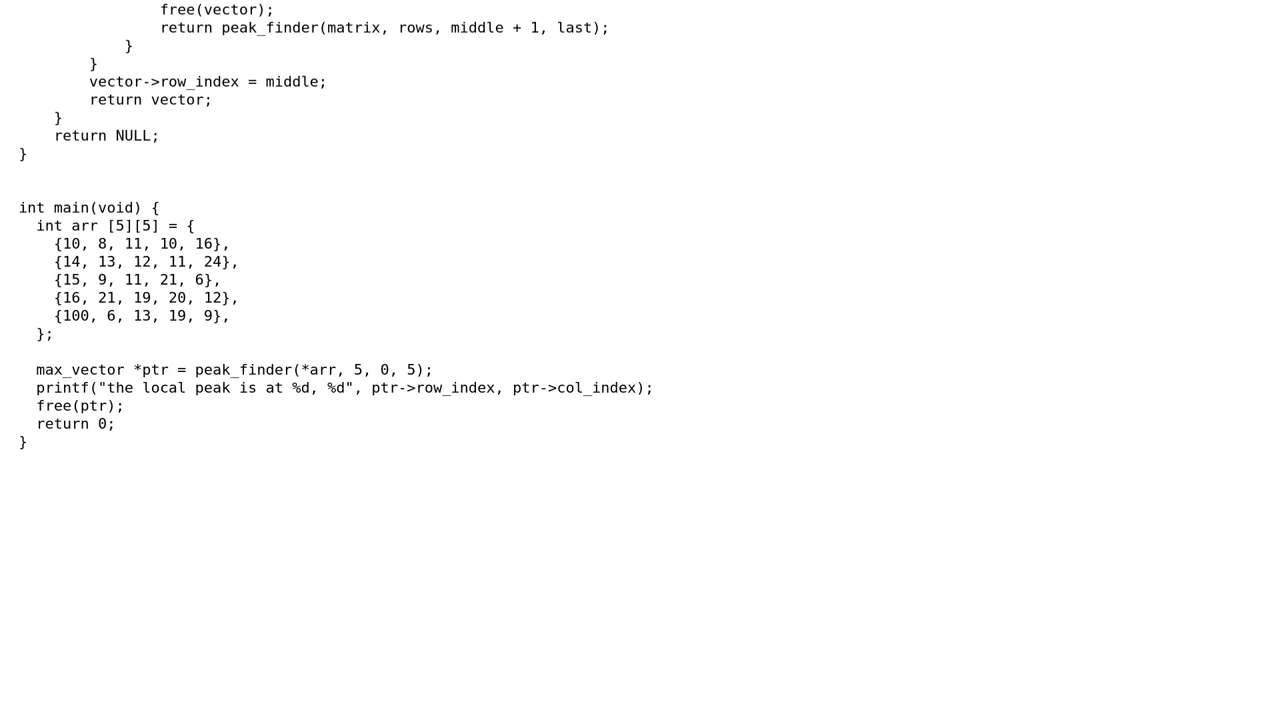 free(vector);
                return peak_finder(matrix, rows, middle + 1, last);
            }
        }
        vector->row_index = middle;
        return vector;
    }
    return NULL;
}
int main(void) {
  int arr [5][5] = {
    {10, 8, 11, 10, 16},
    {14, 13, 12, 11, 24},
    {15, 9, 11, 21, 6},
    {16, 21, 19, 20, 12},
    {100, 6, 13, 19, 9},
  };
  max_vector *ptr = peak_finder(*arr, 5, 0, 5);
  printf("the local peak is at %d, %d", ptr->row_index, ptr->col_index);
  free(ptr);
  return 0;
}